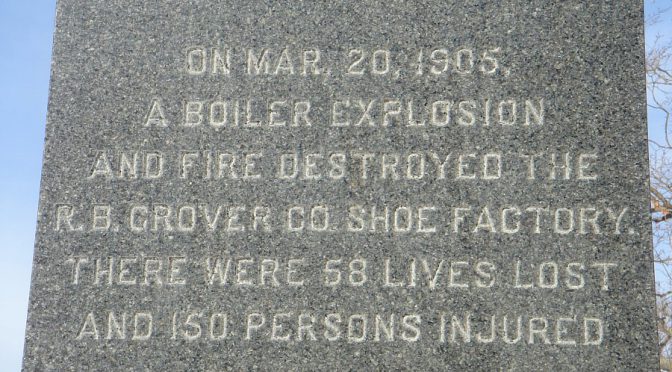 ON MAR. 20, 1905,
A BOILER EXPLOSION
AND FIRE DESTROYED THE
R.B. GROVER CO. SHOE FACTORY.
THERE WERE 58 LIVES LOST
AND 150 PERSONS INJURED